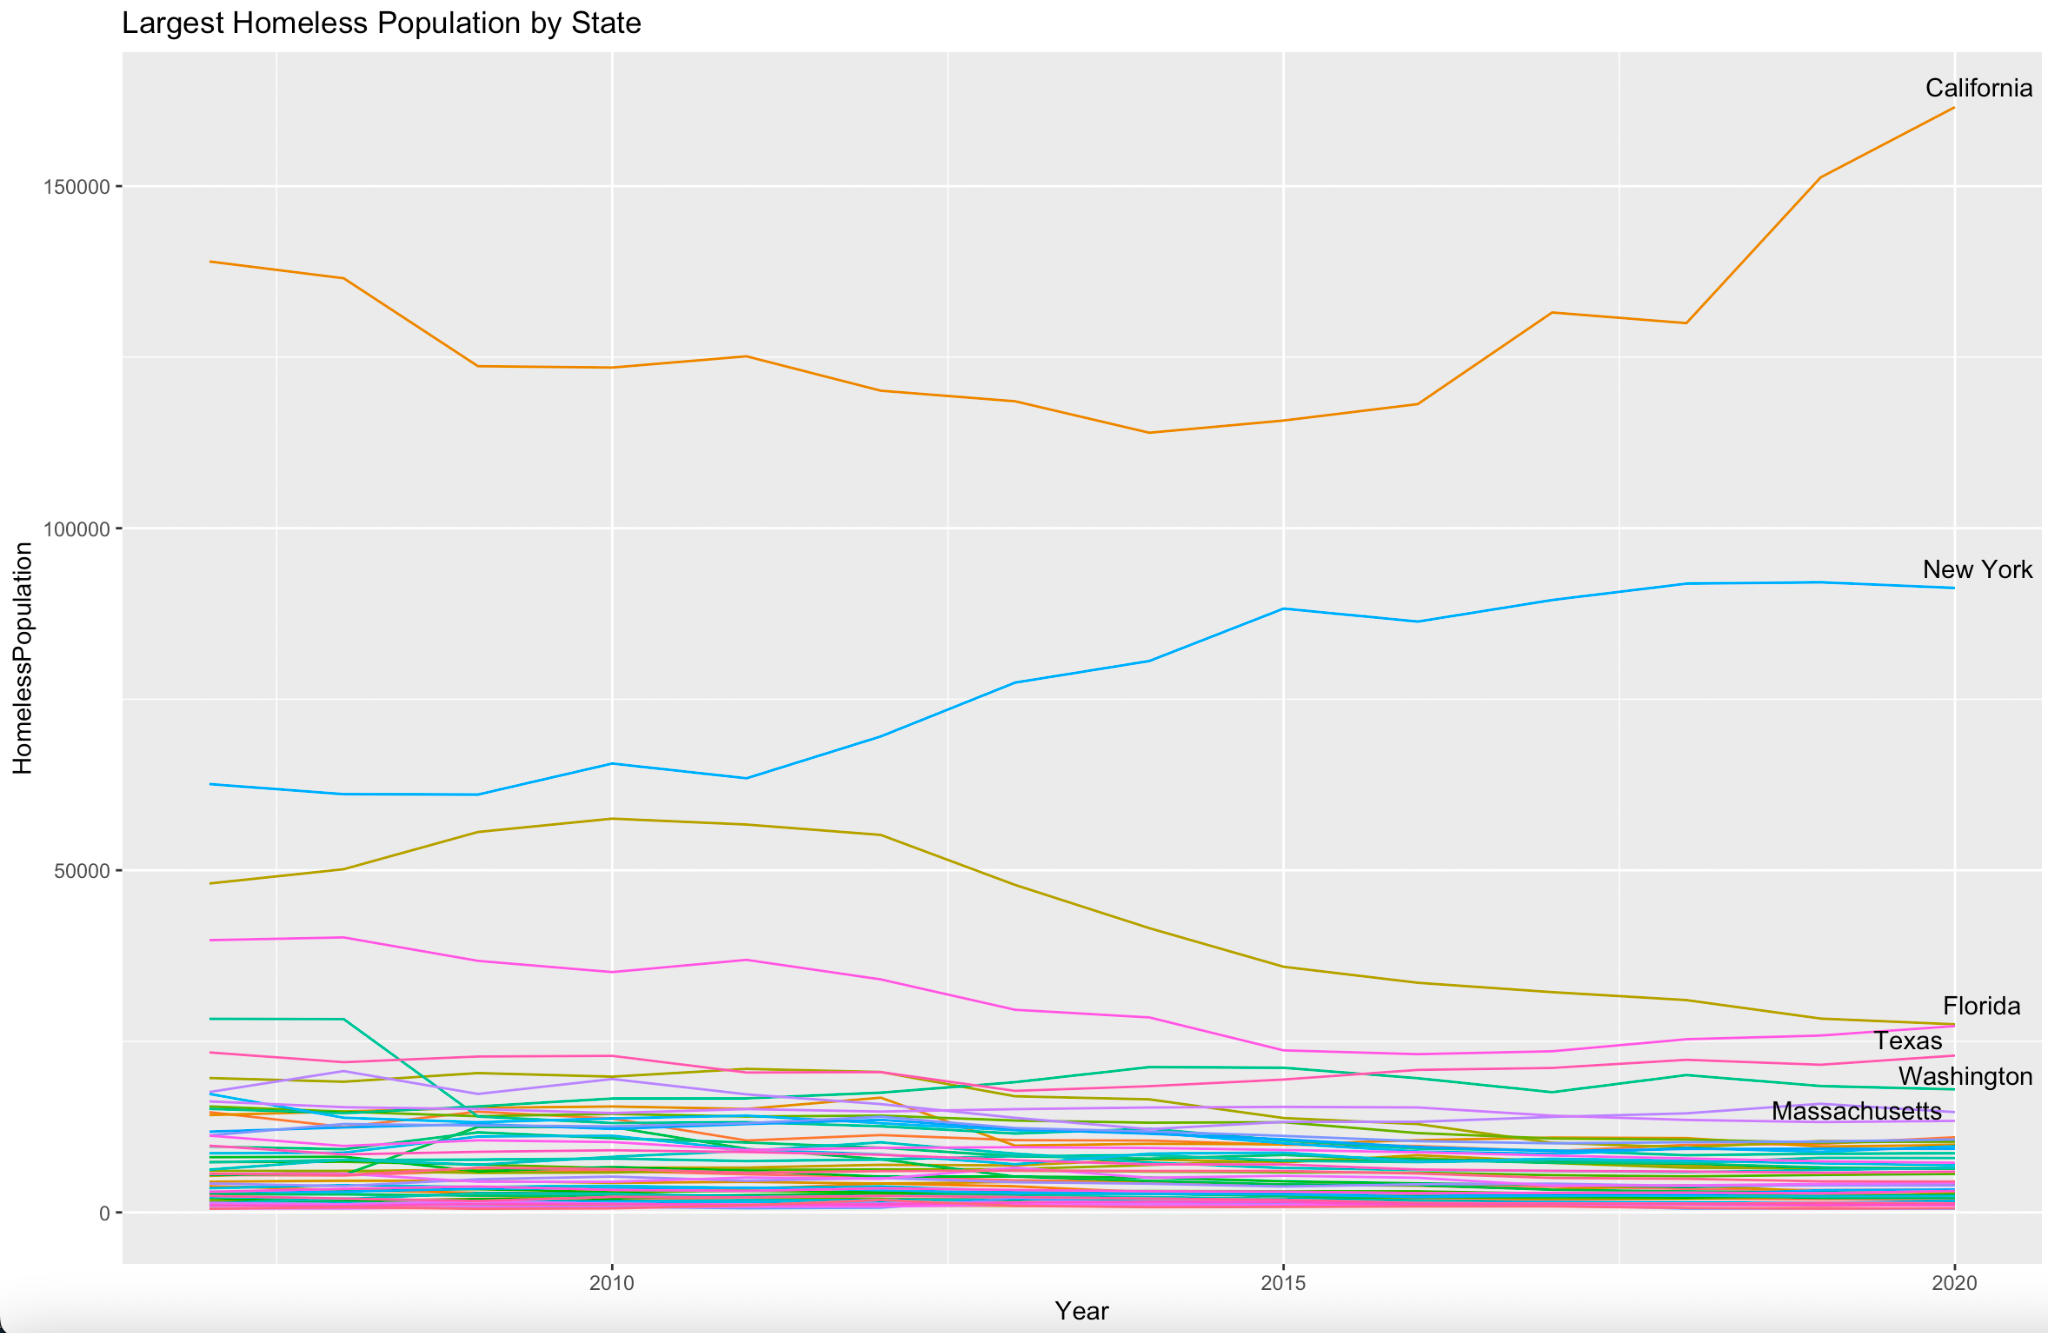 Largest Homeless Population by State
California
150000
100000
New York
HomelessPopulation
50000
Florida
Texas
Washington
Massachusetts
0
2010
2015
2020
Year